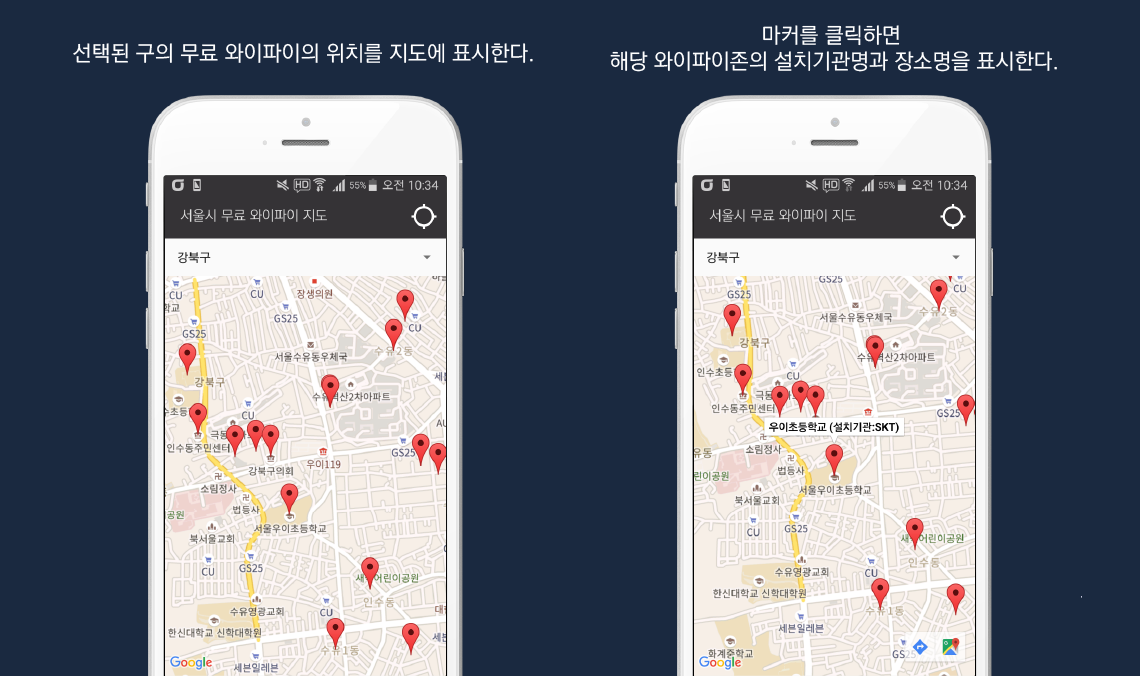 선택된 구의 무료 와이파이의 위치를 지도에 표시한다.
마커를 클릭하면
해당 와이파이존의 설치기관명과 장소명을 표시한다.
HD 55% 오전 10:34
서울시 무료 와이파이 지도
강북구
CU
CU
장생의원
학교
GS25
GS25
CU
서울수유동우체국
수유2동
강북구
세븐
수유벽산2차아파트
수초등
CU
극동
인수동주민센터
GS25
강북구의회
우이119
소림정사
법등사
공원
서울우이초등학교
북서울교회
CU
GS25
어린이공원
인수동
수유영광교회
CU
한신대학교 신학대학원
수유1동
Google
세븐일레븐
HD 55% 오전 10:34
서울시 무료 와이파이 지도
강북구
GS25
GS25
CU
서울수유동우체국
수유2동
강북구
수유벽산2차아파트
인수초등
CU
극동
인수동주민센터
GS25
우이초등학교 (설치기관:SKT)
유동
소림정사
법등사
린이공원
서울우이초등학교
북서울교회
CU
GS25
어린이공원
인수동
수유영광교회
CU
한신대학교 신학대학원
수유1동
세븐일레븐
화계중학교
GS
Google